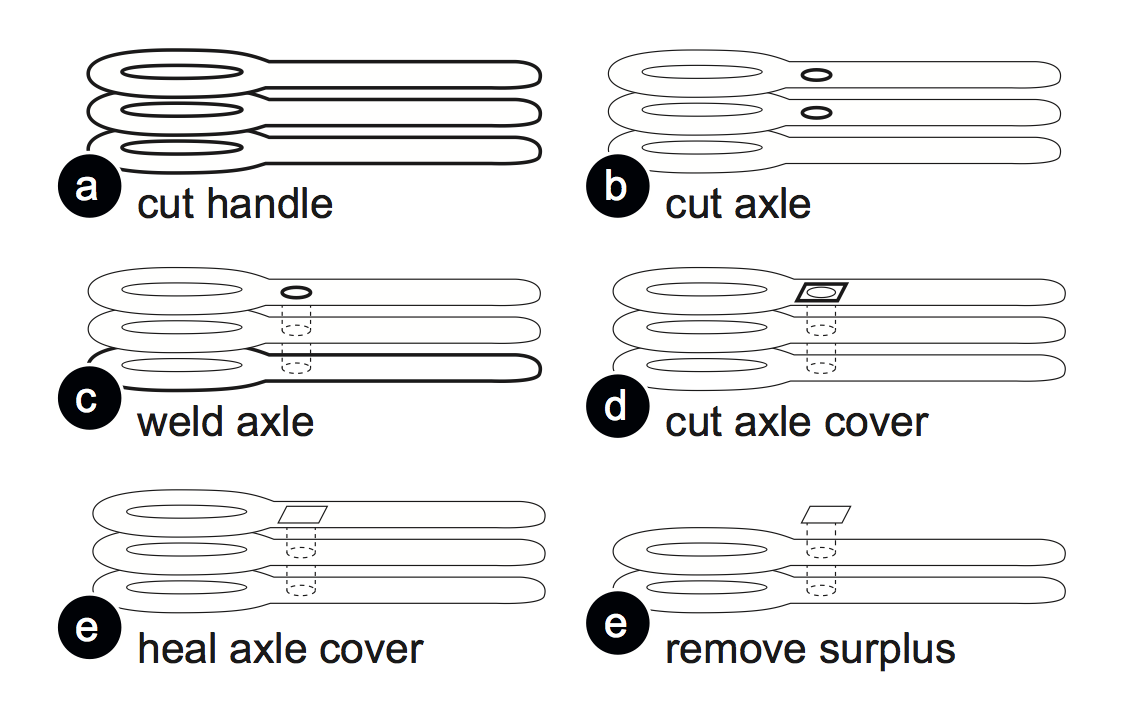 a cut handle
b cut axle
c weld axle
d cut axle cover
e heal axle cover
e remove surplus